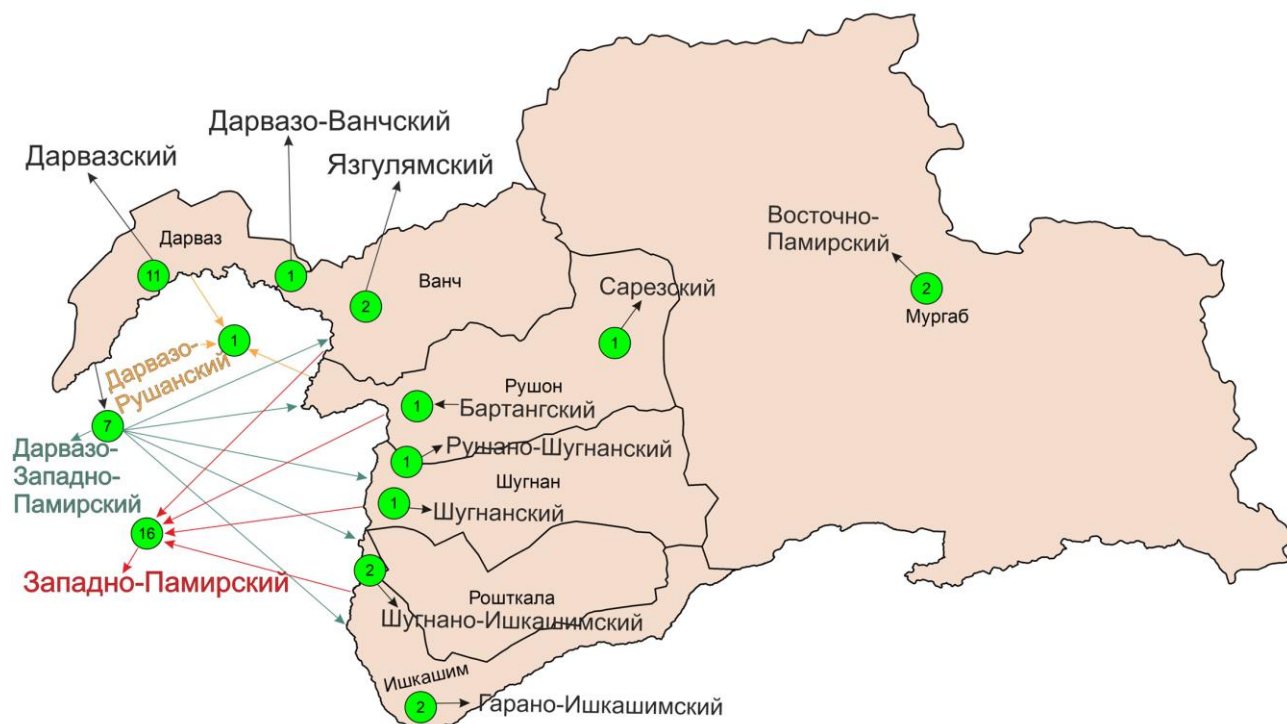 Дарвазо-Ванчский
Дарвазский
Язгулямский
Дарваз
11
1
2
Ванч
Восточно-
Памирский
2
Мургаб
Сарезский
1
1
Дарвазо-
Рушанский
Рушон
1
Бартангский
7
Дарвазо-
Западно-
Памирский
1
Рушано-Шугнанский
Шугнан
1
Шугнанский
16
Западно-Памирский
2
Рошткала
Шугнано-Ишкашимский
Ишкашим
2
Гарано-Ишкашимский